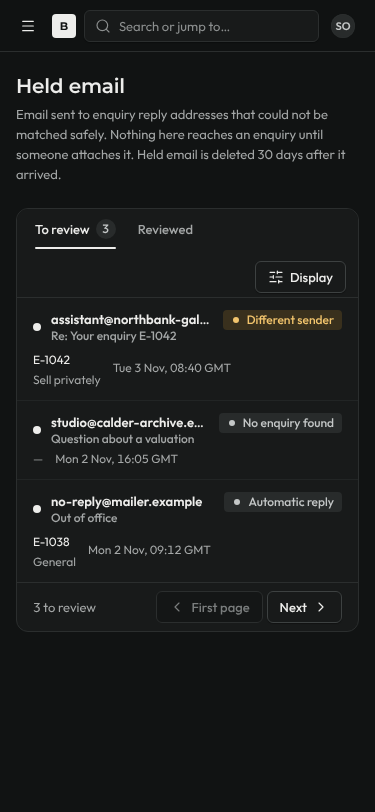 B
Search or jump to…
SO
Held email
Email sent to enquiry reply addresses that could not be
matched safely. Nothing here reaches an enquiry until
someone attaches it. Held email is deleted 30 days after it
arrived.
To review 3
Reviewed
Display
assistant@northbank-gal…
Different sender
Re: Your enquiry E-1042
E-1042
Sell privately
Tue 3 Nov, 08:40 GMT
studio@calder-archive.e…
No enquiry found
Question about a valuation
— Mon 2 Nov, 16:05 GMT
no-reply@mailer.example
Automatic reply
Out of office
E-1038
General
Mon 2 Nov, 09:12 GMT
3 to review
First page
Next